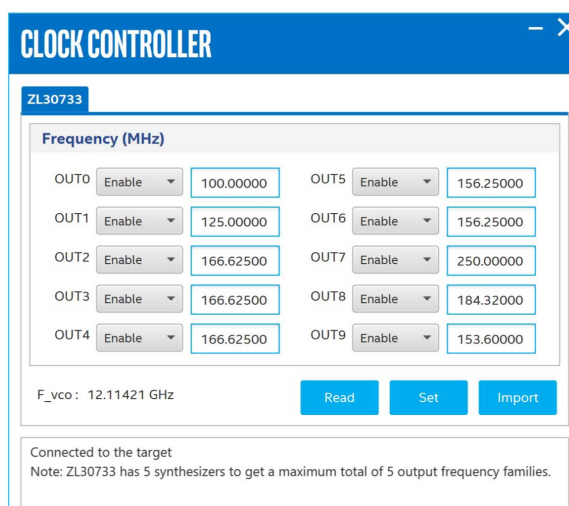 CLOCK CONTROLLER
ZL30733
Frequency (MHz)
OUT0 Enable 100.00000 OUT5 Enable 156.25000
OUT1 Enable 125.00000 OUT6 Enable 156.25000
OUT2 Enable 166.62500 OUT7 Enable 250.00000
OUT3 Enable 166.62500 OUT8 Enable 184.32000
OUT4 Enable 166.62500 OUT9 Enable 153.60000
F_vco : 12.11421 GHz Read Set Import
Connected to the target
Note: ZL30733 has 5 synthesizers to get a maximum total of 5 output frequency families.